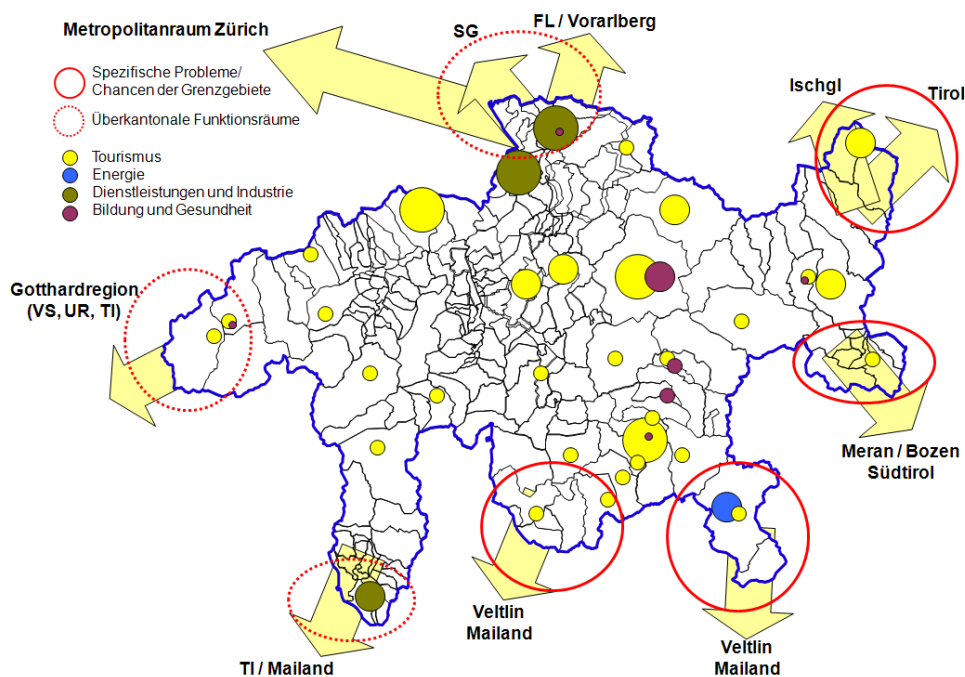 Metropolitanraum Zürich
SG
FL / Vorarlberg
Spezifische Probleme/
Chancen der Grenzgebiete
Überkantonale Funktionsräume
Tourismus
Energie
Dienstleistungen und Industrie
Bildung und Gesundheit
Ischgl
Tirol
Gotthardregion
(VS, UR, TI)
Meran / Bozen
Südtirol
Veltlin
Mailand
Veltlin
Mailand
TI / Mailand